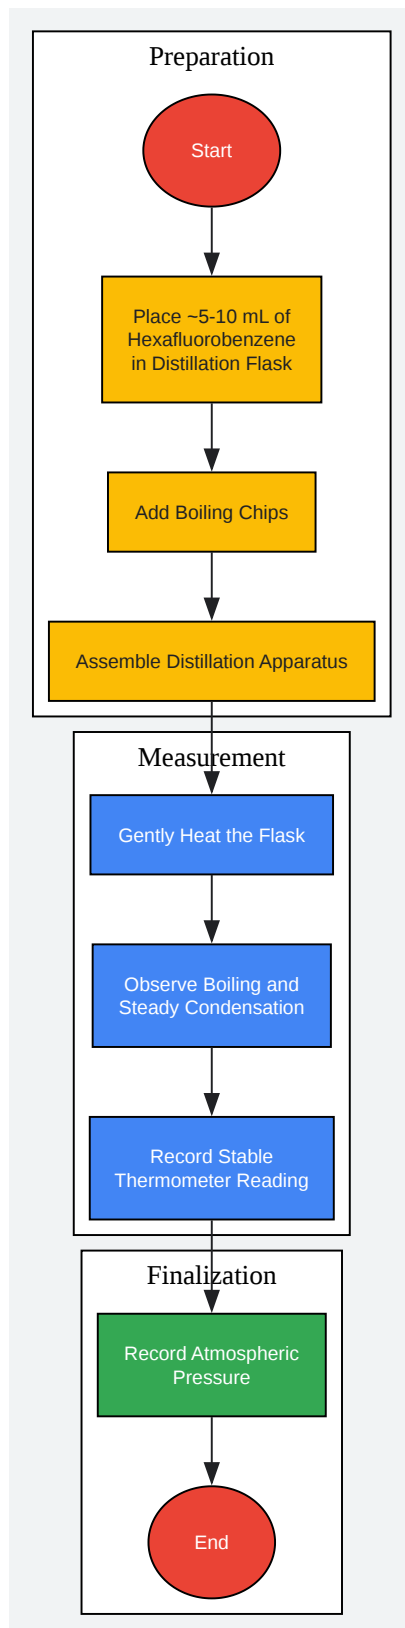 Preparation
Start
Place ~5-10 mL of
Hexafluorobenzene
in Distillation Flask
Add Boiling Chips
Assemble Distillation Apparatus
Measurement
Gently Heat the Flask
Observe Boiling and
Steady Condensation
Record Stable
Thermometer Reading
Finalization
Record Atmospheric
Pressure
End